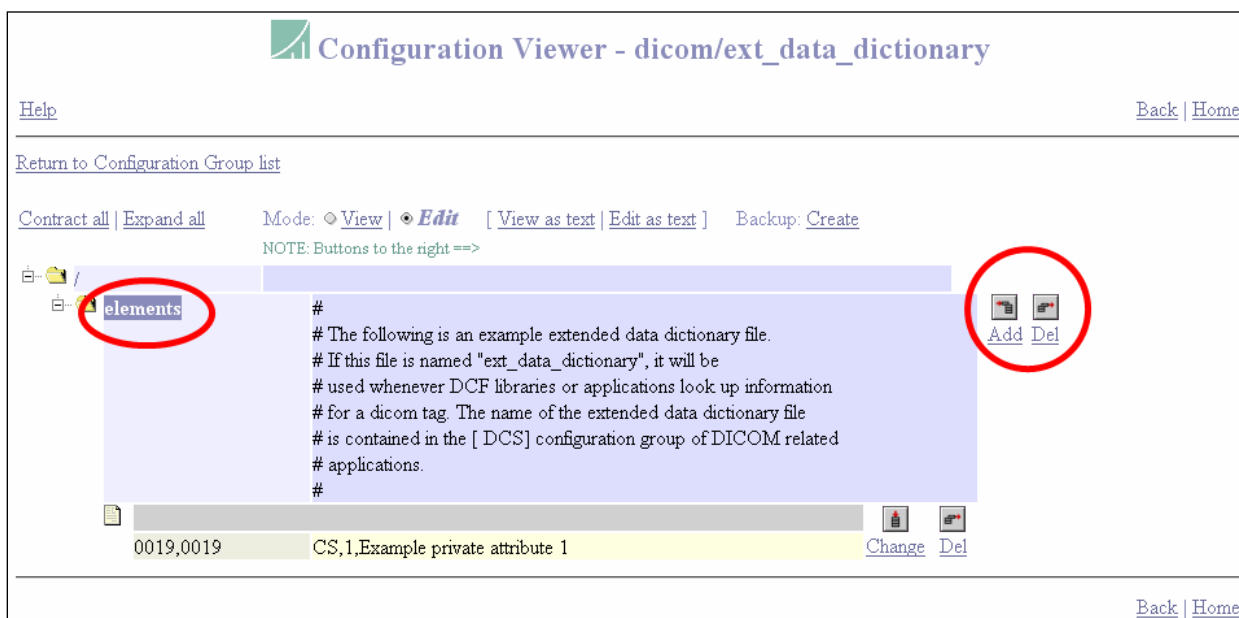 Configuration Viewer - dicom/ext_data_dictionary
Help
Back | Home
Return to Configuration Group list
Contract all | Expand all Mode: View | Edit [ View as text | Edit as text ] Backup: Create
NOTE: Buttons to the right ==>
/
elements
#
# The following is an example extended data dictionary file.
# If this file is named "ext_data_dictionary", it will be
# used whenever DCF libraries or applications look up information
# for a dicom tag. The name of the extended data dictionary file
# is contained in the [ DCS] configuration group of DICOM related
# applications.
#
Add Del
0019,0019 CS,1,Example private attribute 1 Change Del
Back | Home